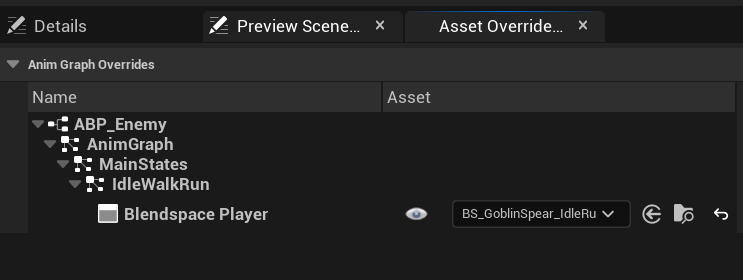 Details Preview Scene... Asset Override...
Anim Graph Overrides
Name Asset
ABP_Enemy
AnimGraph
MainStates
IdleWalkRun
Blendspace Player BS_GoblinSpear_IdleRu